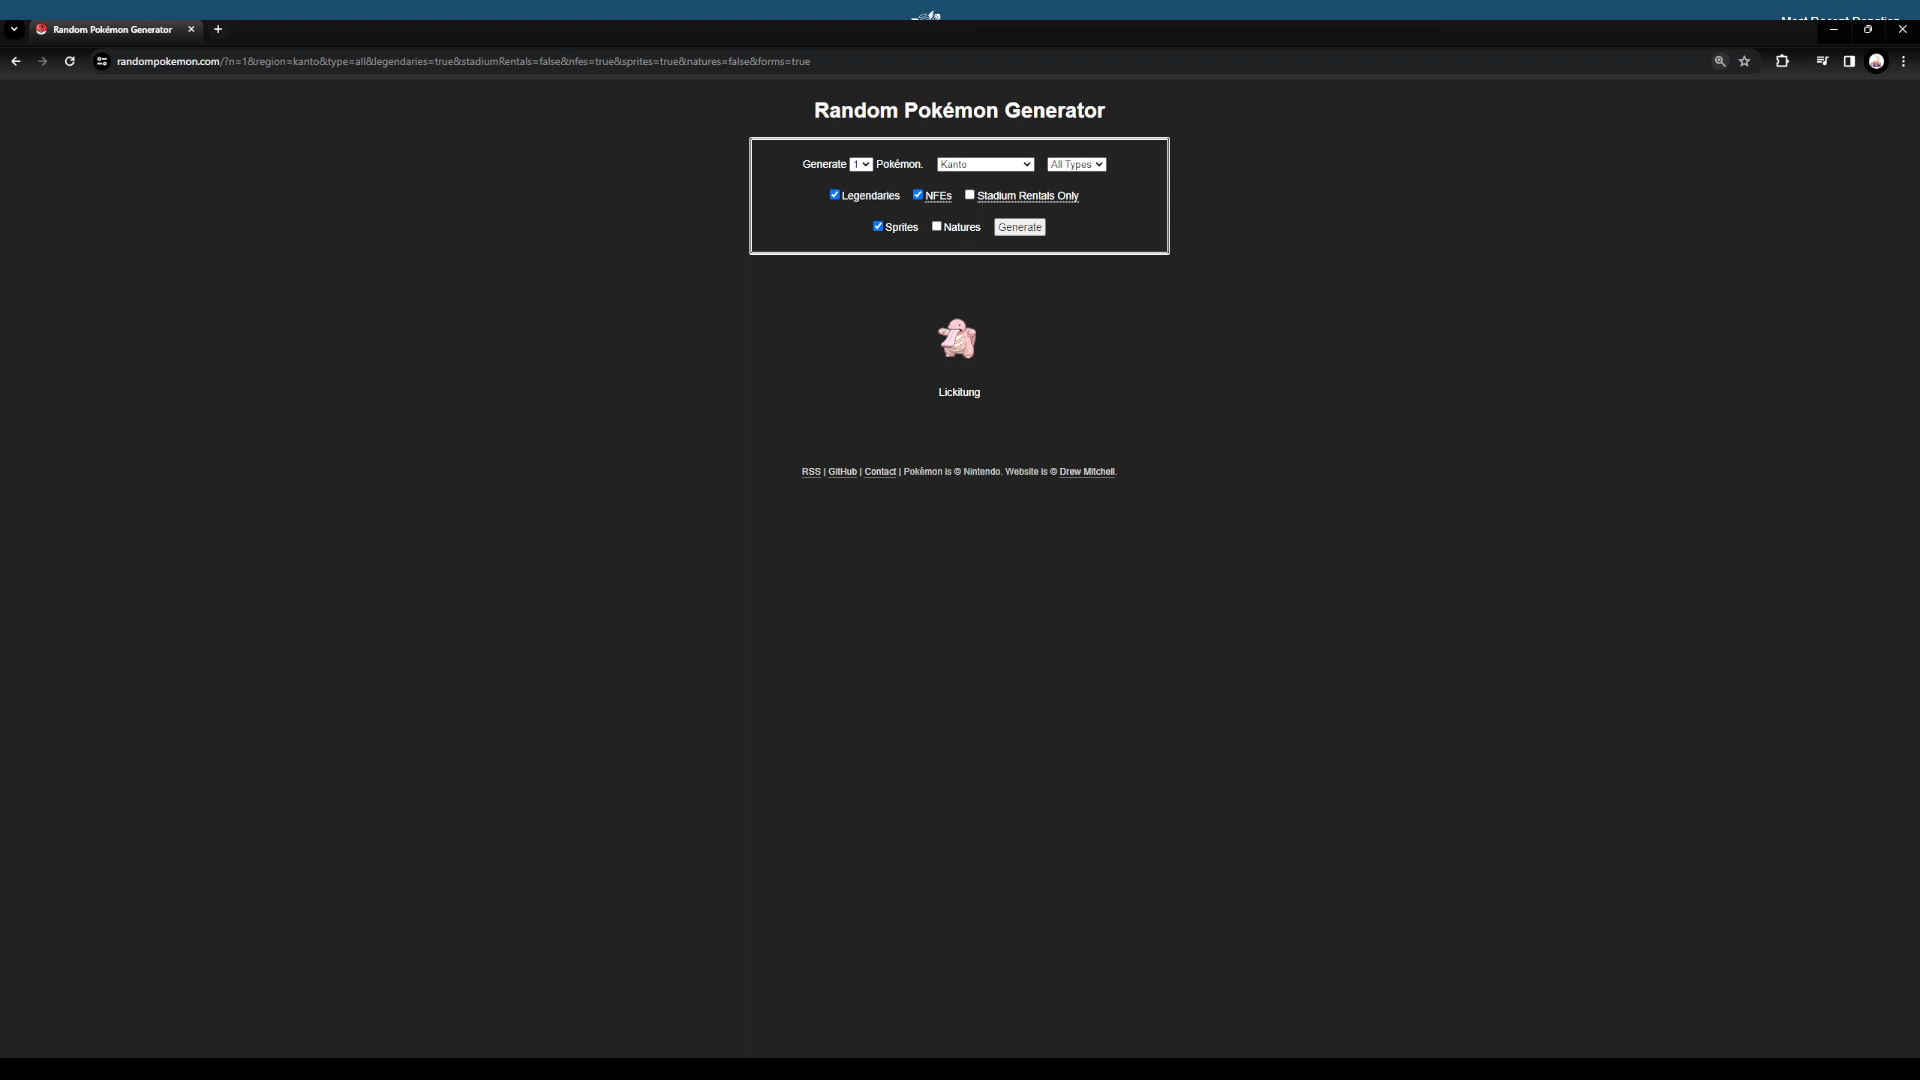 Random Pokémon Generator
randompokemon.com/?n=1&region=kanto&type=all&legendaries=true&stadiumRentals=false&nfes=true&sprites=true&natures=false&forms=true
Random Pokémon Generator
Generate 1 Pokémon. Kanto All Types
Legendaries NFEs Stadium Rentals Only
Sprites Natures Generate
Lickitung
RSS | GitHub | Contact | Pokémon is © Nintendo. Website is © Drew Mitchell.